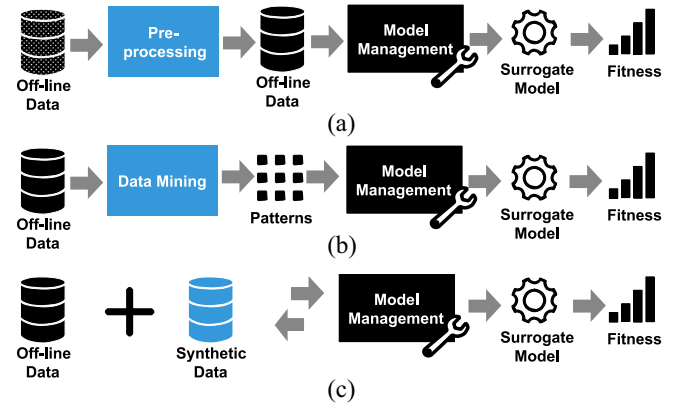 Pre-
processing
Model
Management
Off-line
Data
Off-line
Data
Surrogate
Model
Fitness
(a)
Data Mining
Model
Management
Off-line
Data
Patterns
Surrogate
Model
Fitness
(b)
Model
Management
Off-line
Data
Synthetic
Data
Surrogate
Model
Fitness
(c)